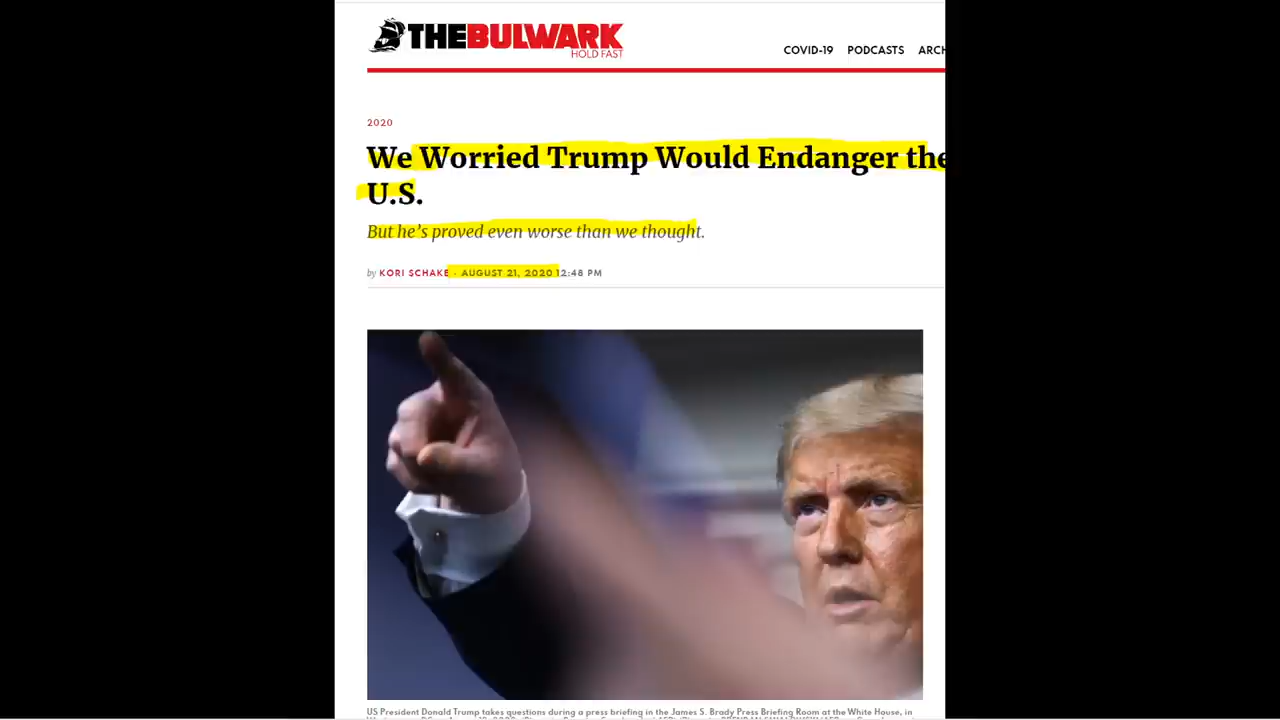 THE BULWARK
HOLD FAST
COVID-19 PODCASTS ARCH
2020
We Worried Trump Would Endanger the
U.S.
But he's proved even worse than we thought.
by KORI SCHAKE · AUGUST 21, 2020 12:48 PM
US President Donald Trump takes questions during a press briefing in the James S. Brady Press Briefing Room at the White House, in